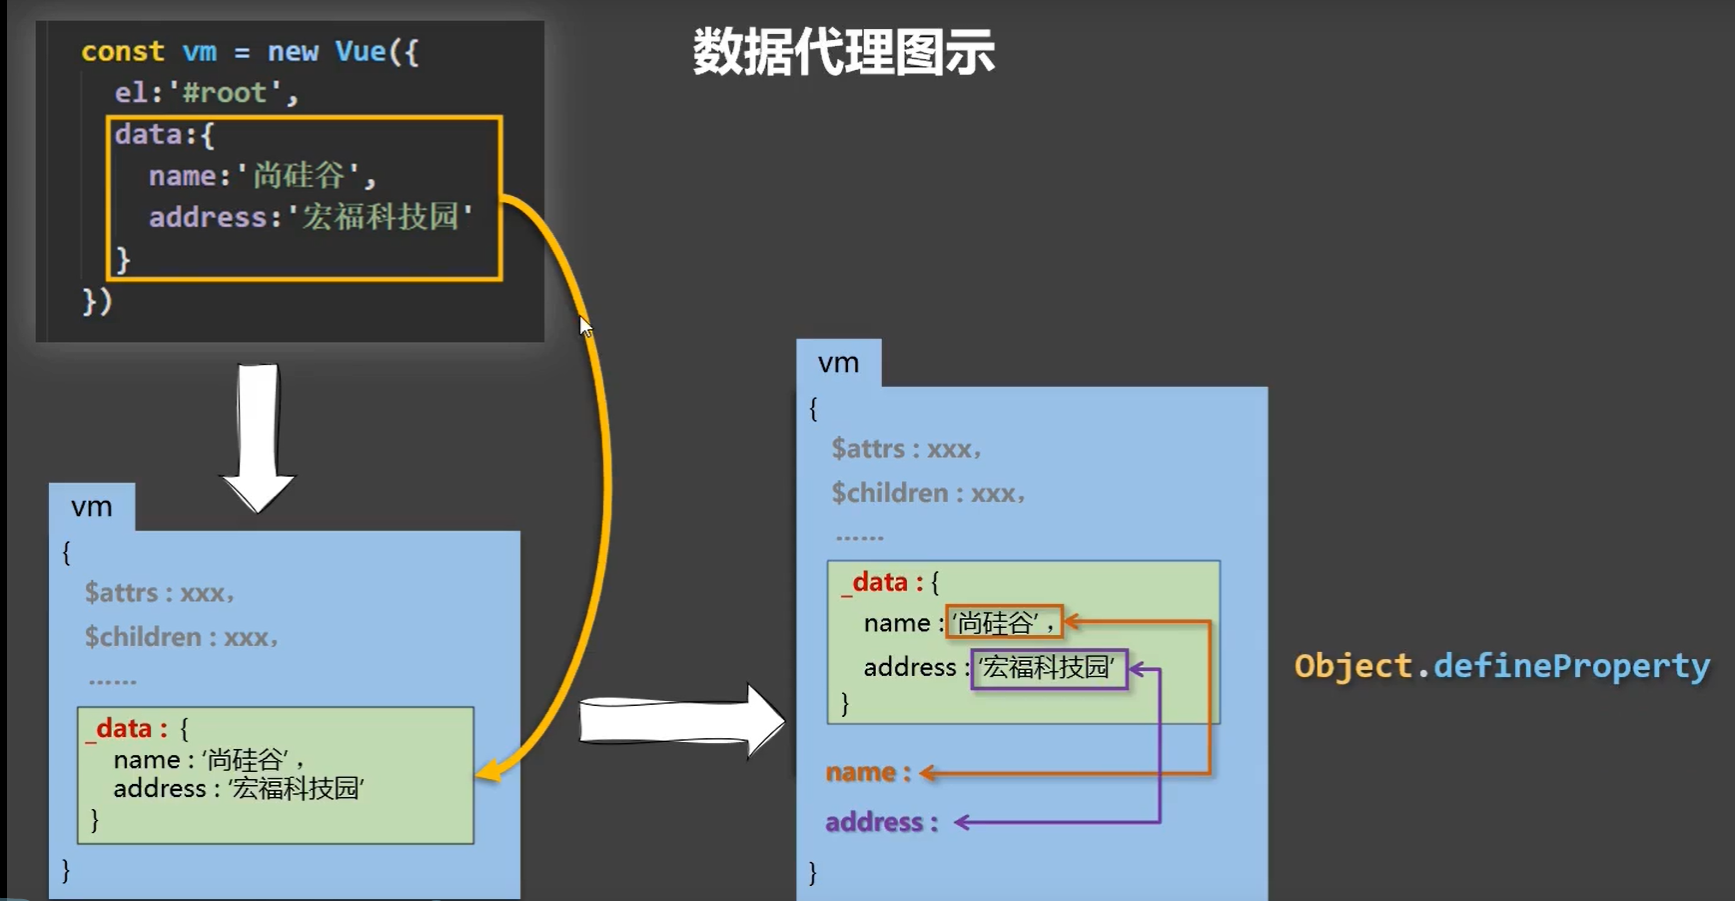 数据代理图示
const vm = new Vue({
el:'#root',
data:{
name:'尚硅谷',
address:'宏福科技园'
}
})
vm
{
$attrs : xxx，
$children : xxx，
……
_data : {
name : ‘尚硅谷’，
address : ‘宏福科技园’
}
}
vm
{
$attrs : xxx，
$children : xxx，
……
_data : {
name : ‘尚硅谷’，
address : ‘宏福科技园’
}
name :
address :
}
Object.defineProperty